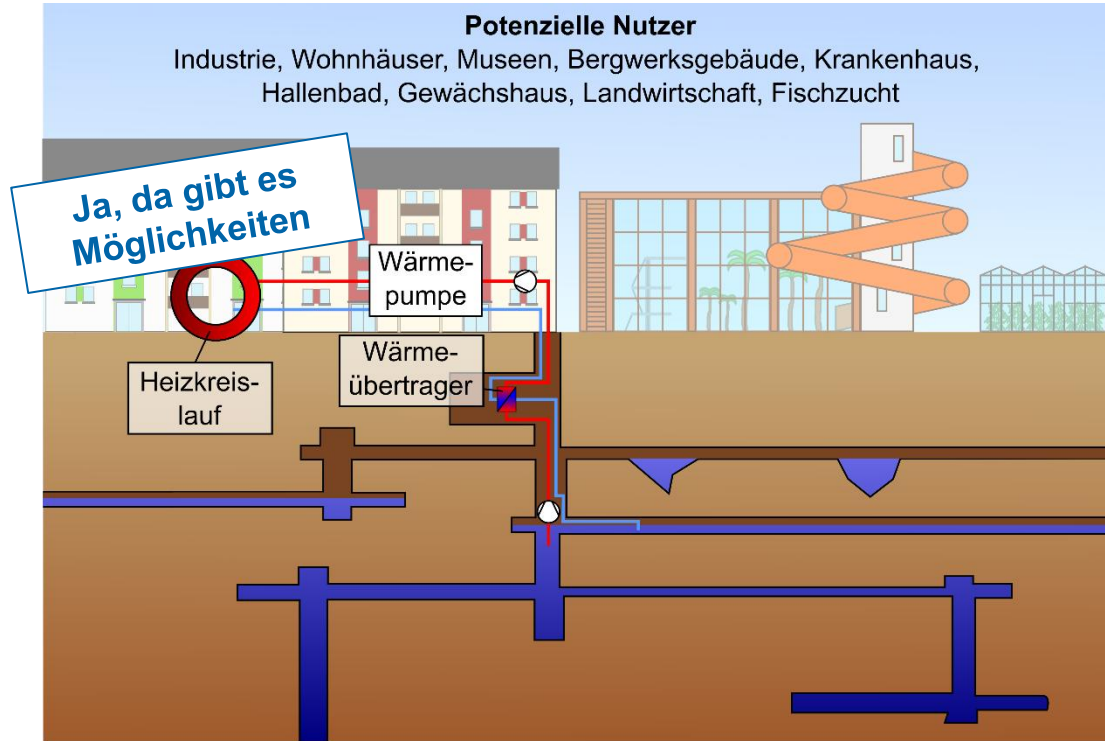 Potenzielle Nutzer
Industrie, Wohnhäuser, Museen, Bergwerksgebäude, Krankenhaus,
Hallenbad, Gewächshaus, Landwirtschaft, Fischzucht
Ja, da gibt es
Möglichkeiten
Wärme-
pumpe
Wärme-
übertrager
Heizkreis-
lauf